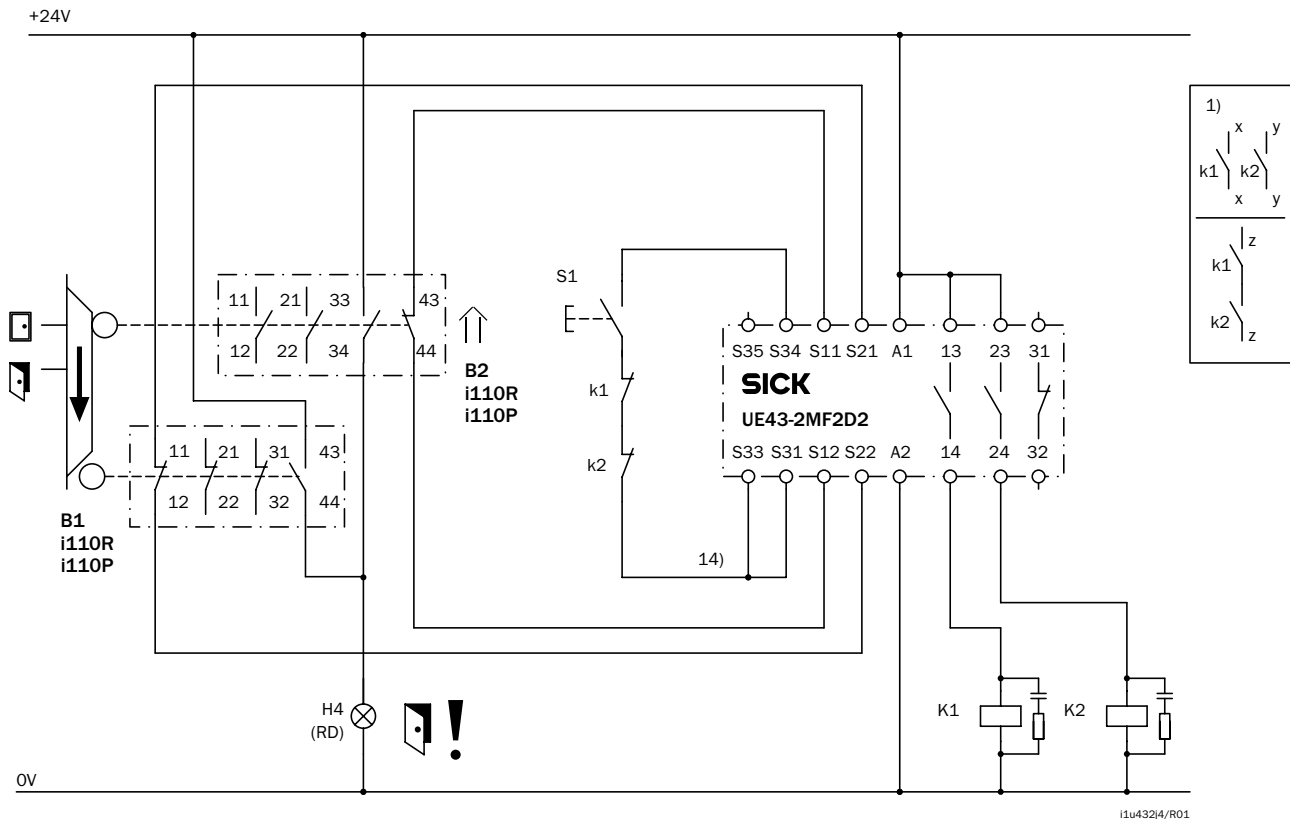 +24V
1)
x y
k1 k2
x y
z
k1
k2
z
S1
11 21 33 43
12 22 34 44
B2
i110R
i110P
k1
k2
S35 S34 S11 S21 A1 13 23 31
SICK
UE43-2MF2D2
S33 S31 S12 S22 A2 14 24 32
11 21 31 43
12 22 32 44
B1
i110R
i110P
14)
H4
(RD)
!
K1 K2
0V
i1u432j4/R01